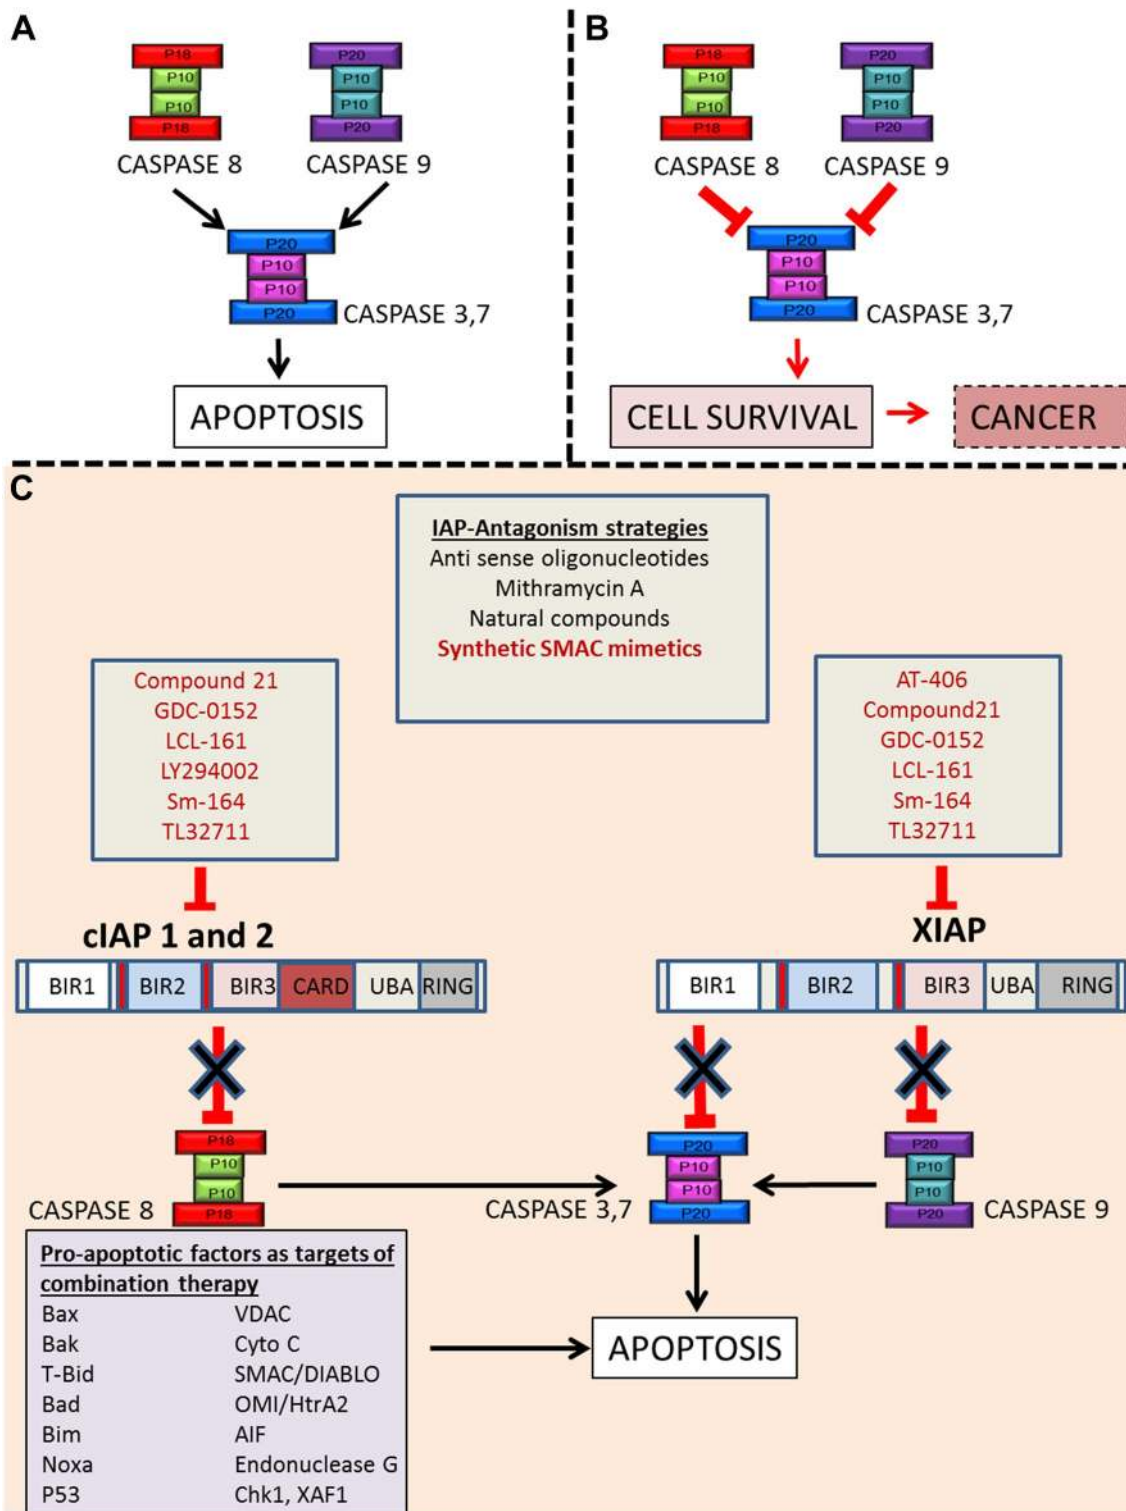 A
P18
P10
P10
P18
CASPASE 8
P20
P10
P10
P20
CASPASE 9
P20
P10
P10
P20
CASPASE 3,7
APOPTOSIS
B
P18
P10
P10
P18
CASPASE 8
P20
P10
P10
P20
CASPASE 9
P20
P10
P10
P20
CASPASE 3,7
CELL SURVIVAL
CANCER
C
IAP-Antagonism strategies
Anti sense oligonucleotides
Mithramycin A
Natural compounds
Synthetic SMAC mimetics
Compound 21
GDC-0152
LCL-161
LY294002
Sm-164
TL32711
AT-406
Compound21
GDC-0152
LCL-161
Sm-164
TL32711
cIAP 1 and 2
BIR1 BIR2 BIR3 CARD UBA RING
XIAP
BIR1 BIR2 BIR3 UBA RING
P18
P10
P10
P18
CASPASE 8
P20
P10
P10
P20
CASPASE 3,7
P20
P10
P10
P20
CASPASE 9
Pro-apoptotic factors as targets of
combination therapy
Bax VDAC
Bak Cyto C
T-Bid SMAC/DIABLO
Bad OMI/HtrA2
Bim AIF
Noxa Endonuclease G
P53 Chk1, XAF1
APOPTOSIS